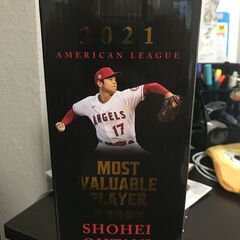 2021
AMERICAN LEAGUE
ANGELS
17
MOST
VALUABLE
PLAYER
SHOHEI